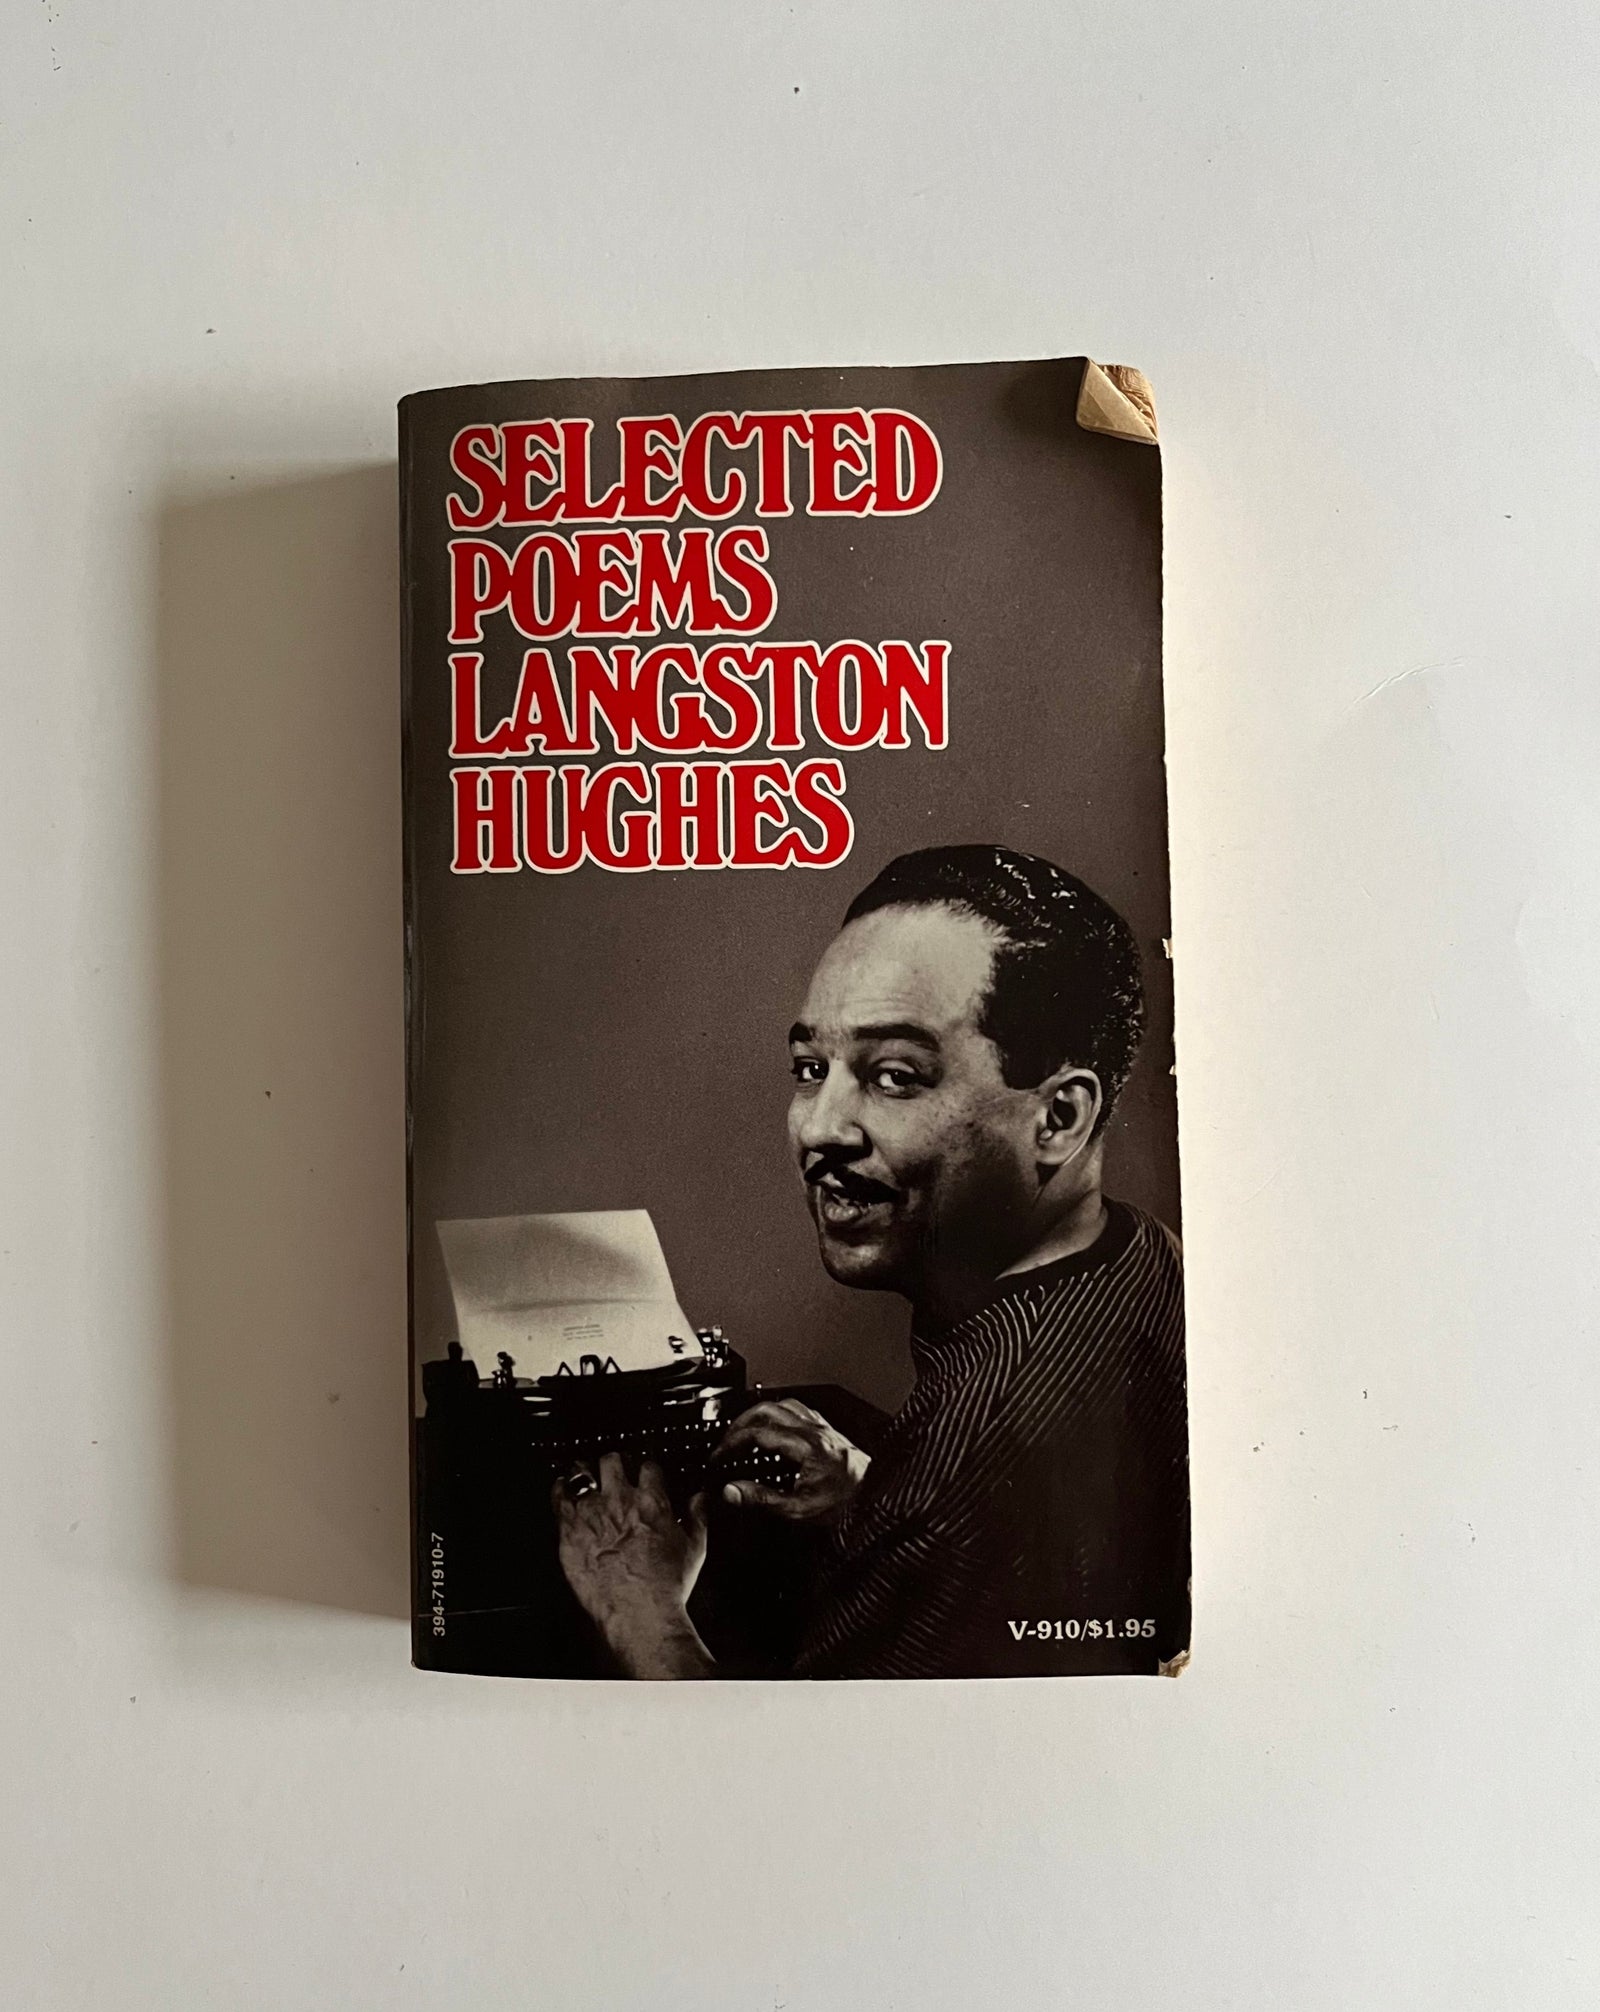 SELECTED
POEMS
LANGSTON
HUGHES
394-71910-7
V-910/$1.95